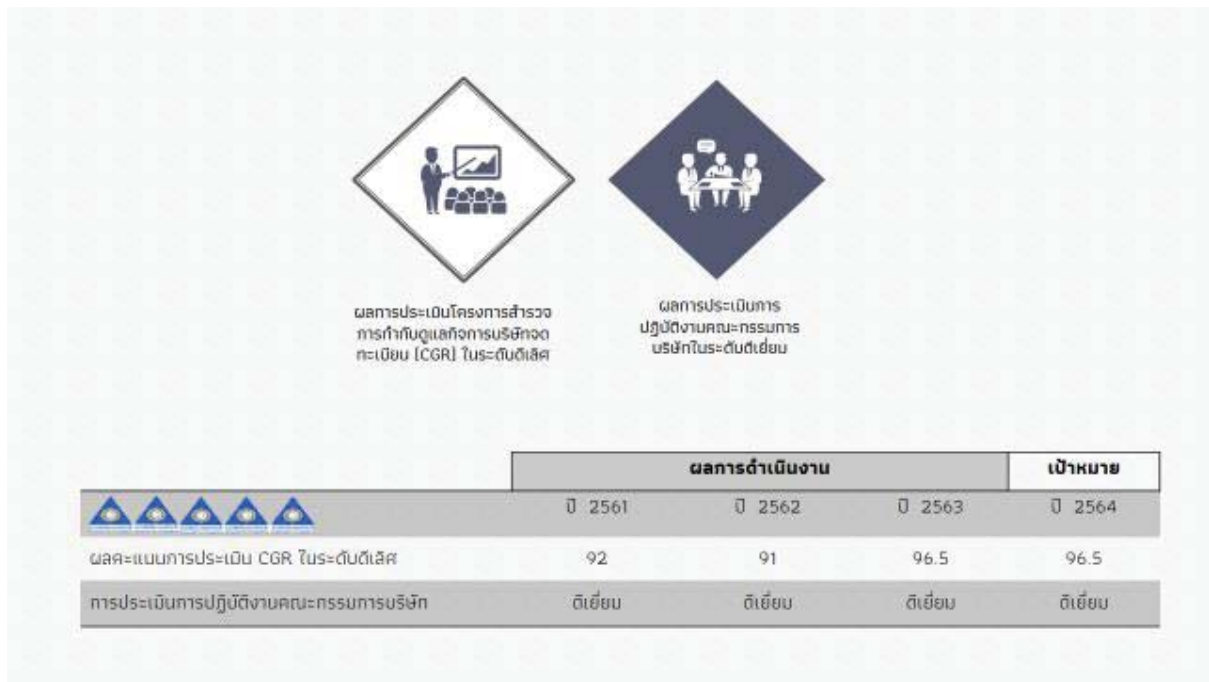 ผลการประเมินโครงการสำรวจ
การกำกับดูแลกิจการบริษัทจด
ทะเบียน (CGR) ในระดับดีเลิศ
ผลการประเมินการ
ปฏิบัติงานคณะกรรมการ
บริษัทในระดับดีเยี่ยม
ผลการดำเนินงาน เป้าหมาย
ปี 2561 ปี 2562 ปี 2563 ปี 2564
ผลคะแนนการประเมิน CGR ในระดับดีเลิศ 92 91 96.5 96.5
การประเมินการปฏิบัติงานคณะกรรมการบริษัท ดีเยี่ยม ดีเยี่ยม ดีเยี่ยม ดีเยี่ยม